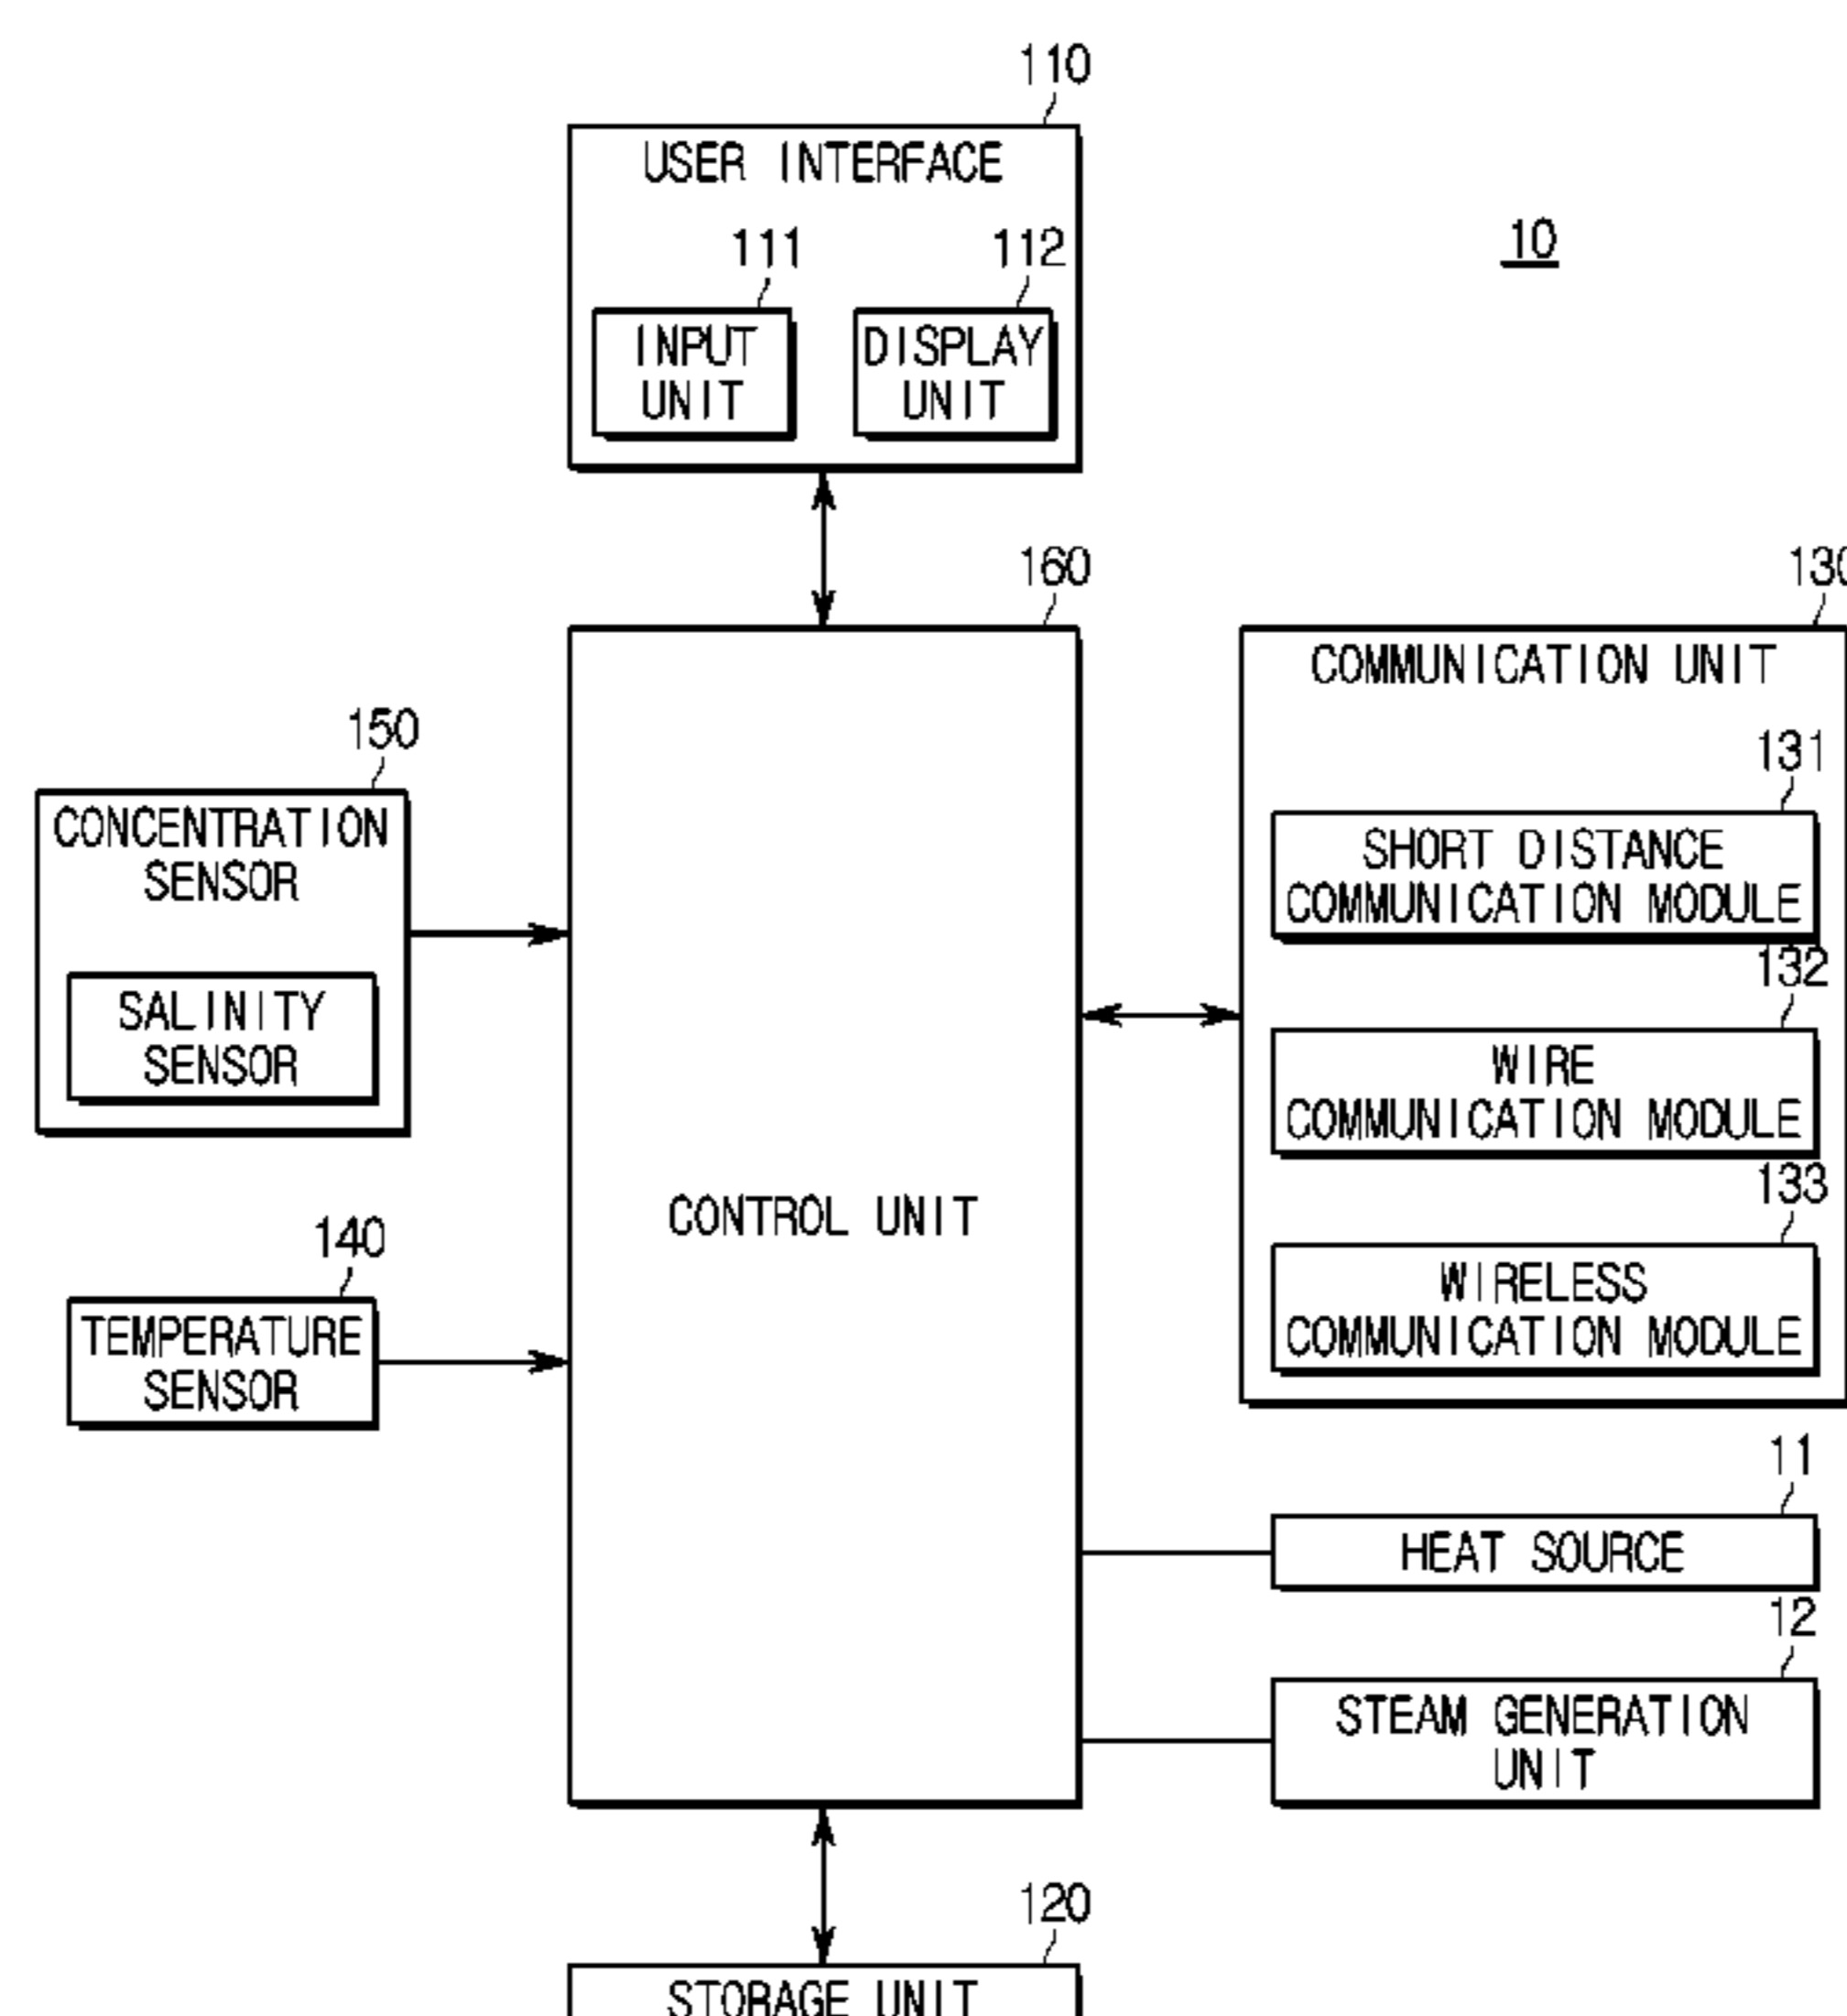 110
USER INTERFACE
111
112
INPUT
UNIT
DISPLAY
UNIT
10
160
CONTROL UNIT
130
COMMUNICATION UNIT
131
SHORT DISTANCE
COMMUNICATION MODULE
132
WIRE
COMMUNICATION MODULE
133
WIRELESS
COMMUNICATION MODULE
150
CONCENTRATION
SENSOR
SALINITY
SENSOR
140
TEMPERATURE
SENSOR
11
HEAT SOURCE
12
STEAM GENERATION
UNIT
120
STORAGE UNIT